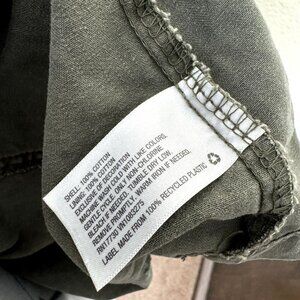 SHELL: 100% COTTON
LINING: 100% COTTON
EXCLUSIVE OF DECORATION
MACHINE WASH COLD WITH LIKE COLORS.
GENTLE CYCLE. ONLY NON-CHLORINE
BLEACH IF NEEDED. TUMBLE DRY LOW.
REMOVE PROMPTLY. WARM IRON IF NEEDED.
LABEL MADE FROM 100% RECYCLED PLASTIC